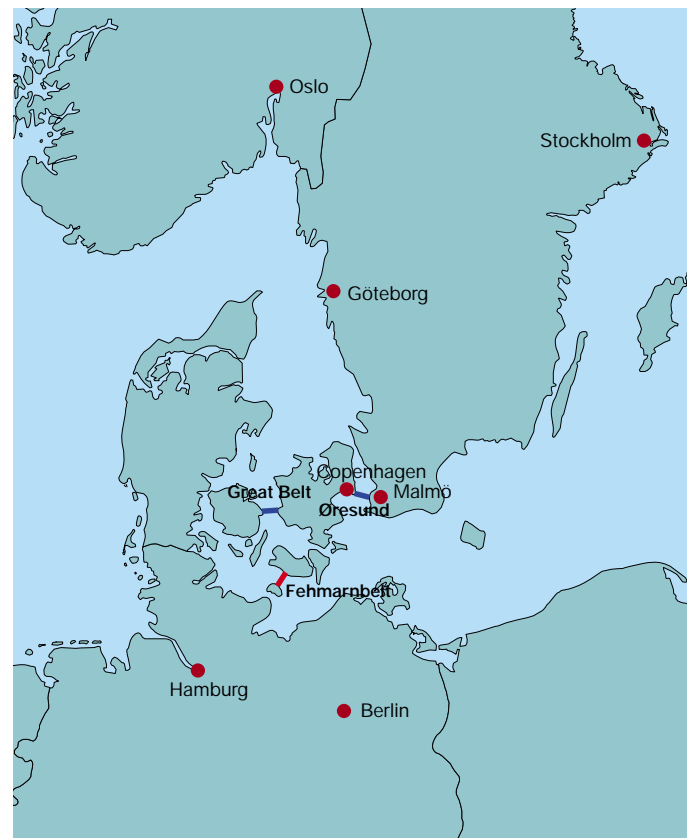 Oslo
Stockholm
Göteborg
Copenhagen
Great Belt
Malmö
Øresund
Fehmarnbelt
Hamburg
Berlin